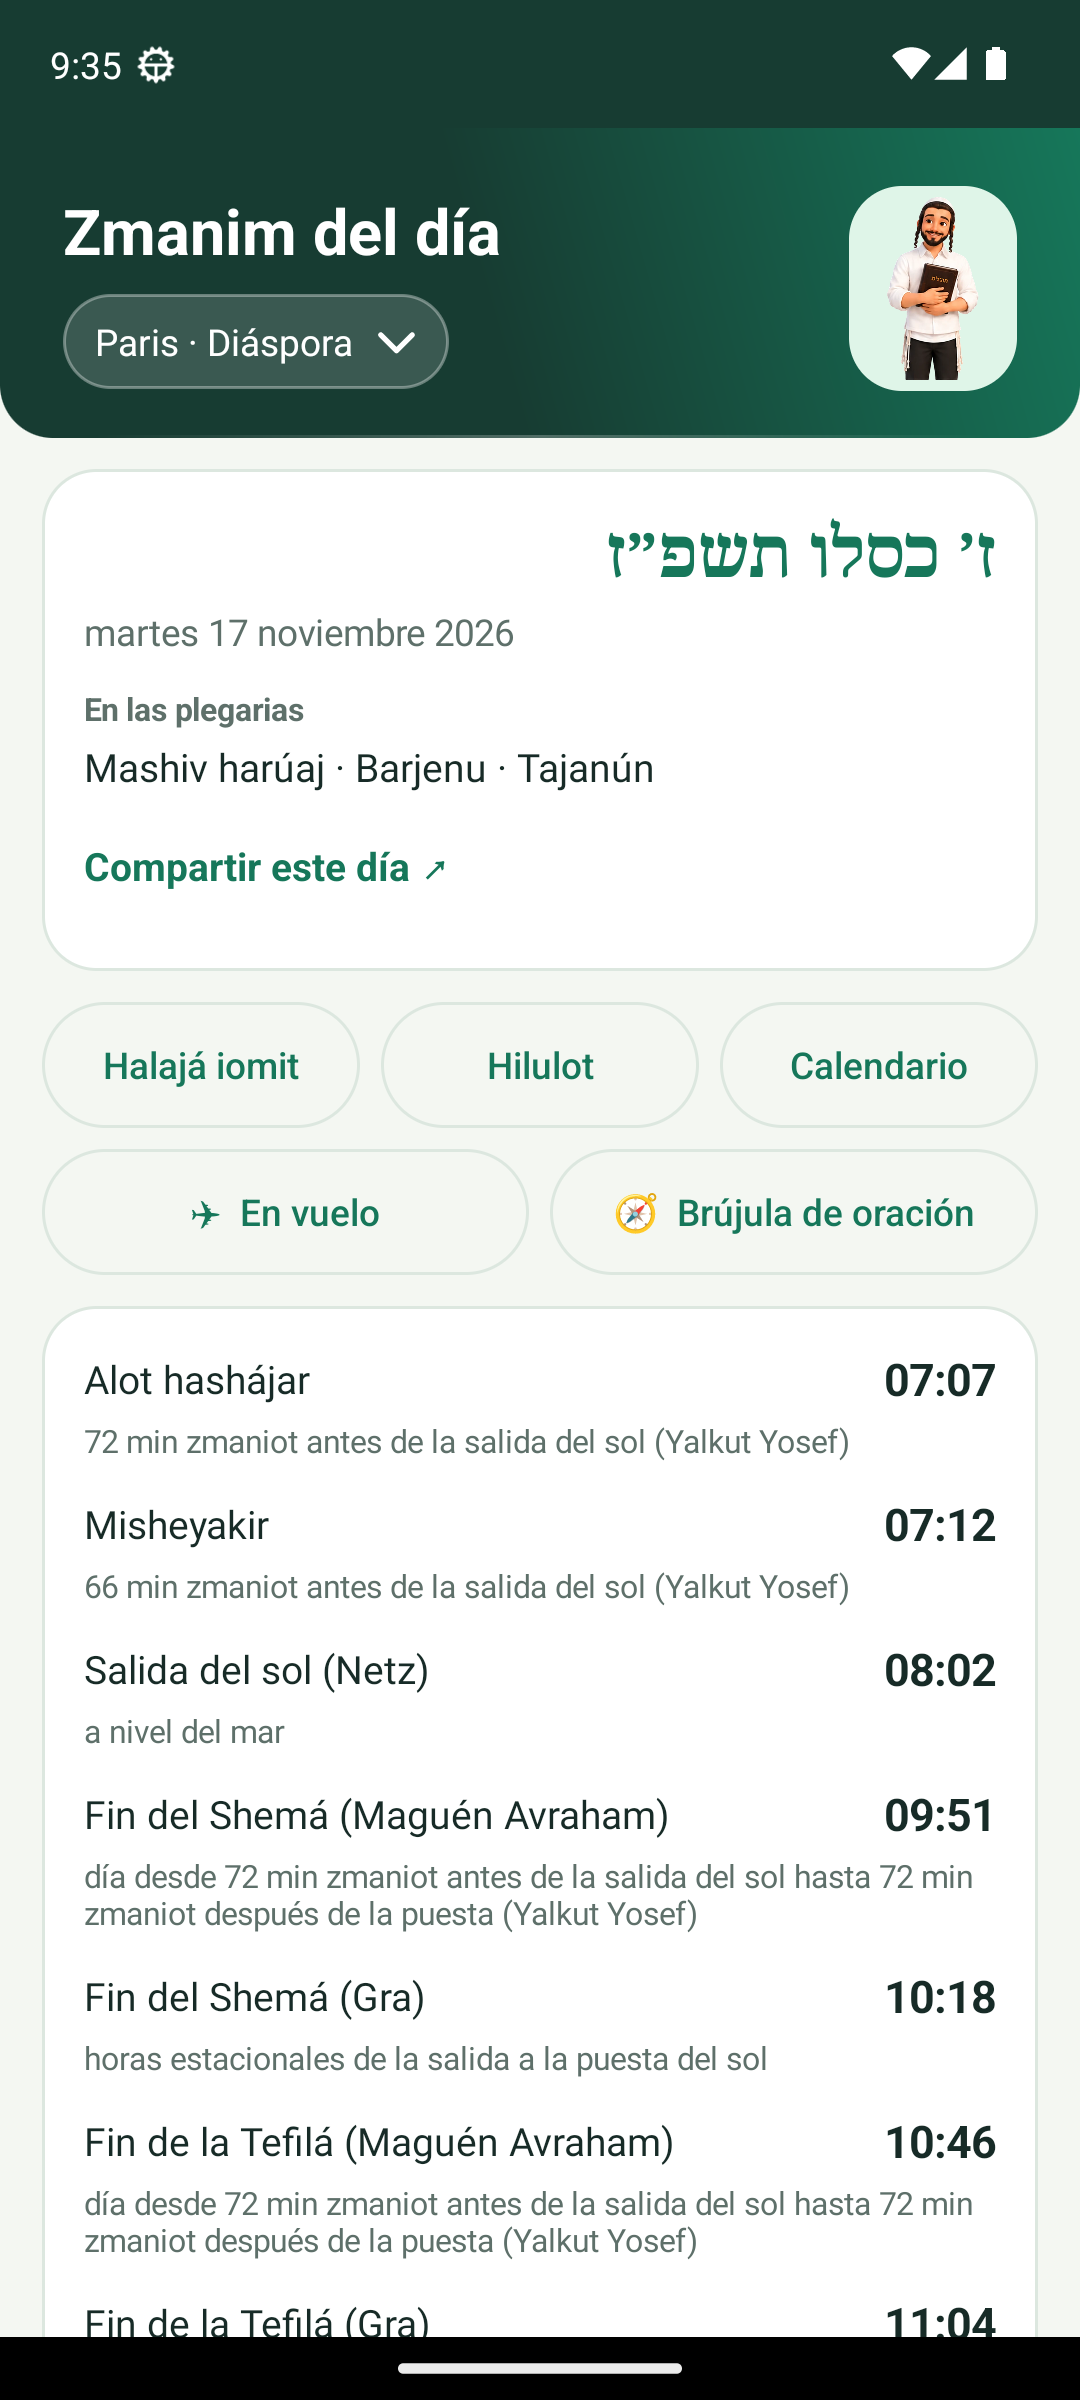 9:35
Zmanim del día
Paris · Diáspora
ז׳ כסלו תשפ״ז
martes 17 noviembre 2026
En las plegarias
Mashiv harúaj · Barjenu · Tajanún
Compartir este día ↗
Halajá iomit
Hilulot
Calendario
✈ En vuelo
🧭 Brújula de oración
Alot hashájar 07:07
72 min zmaniot antes de la salida del sol (Yalkut Yosef)
Misheyakir 07:12
66 min zmaniot antes de la salida del sol (Yalkut Yosef)
Salida del sol (Netz) 08:02
a nivel del mar
Fin del Shemá (Maguén Avraham) 09:51
día desde 72 min zmaniot antes de la salida del sol hasta 72 min
zmaniot después de la puesta (Yalkut Yosef)
Fin del Shemá (Gra) 10:18
horas estacionales de la salida a la puesta del sol
Fin de la Tefilá (Maguén Avraham) 10:46
día desde 72 min zmaniot antes de la salida del sol hasta 72 min
zmaniot después de la puesta (Yalkut Yosef)
Fin de la Tefilá (Gra) 11:04